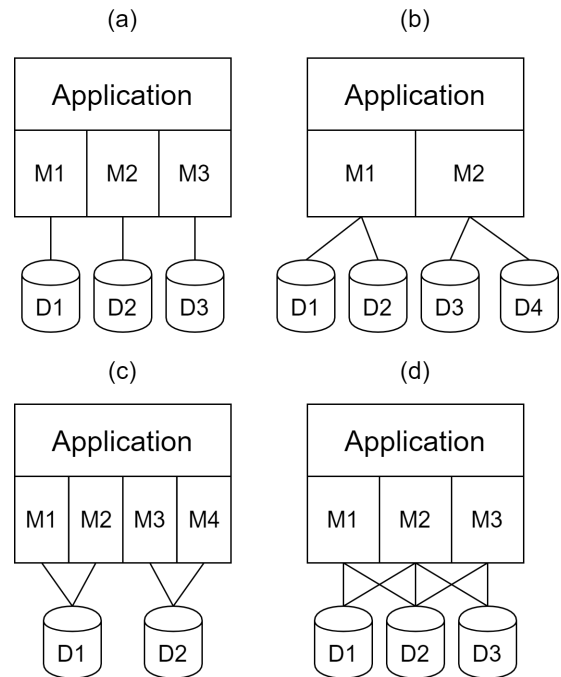 (a)
(b)
Application
Application
M1 M2 M3
M1 M2
D1 D2 D3
D1 D2 D3 D4
(c)
(d)
Application
Application
M1 M2 M3 M4
M1 M2 M3
D1 D2
D1 D2 D3